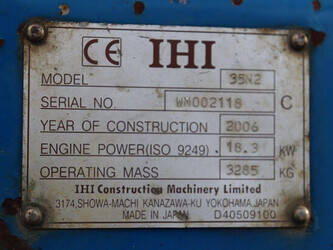 CE IHI
MODEL 35N2
SERIAL NO. WM002118 C
YEAR OF CONSTRUCTION 2006
ENGINE POWER(ISO 9249). 18.3 KW
OPERATING MASS 3285 KG
IHI Construction Machinery Limited
3174,SHOWA-MACHI KANAZAWA-KU YOKOHAMA,JAPAN
MADE IN JAPAN D40509100